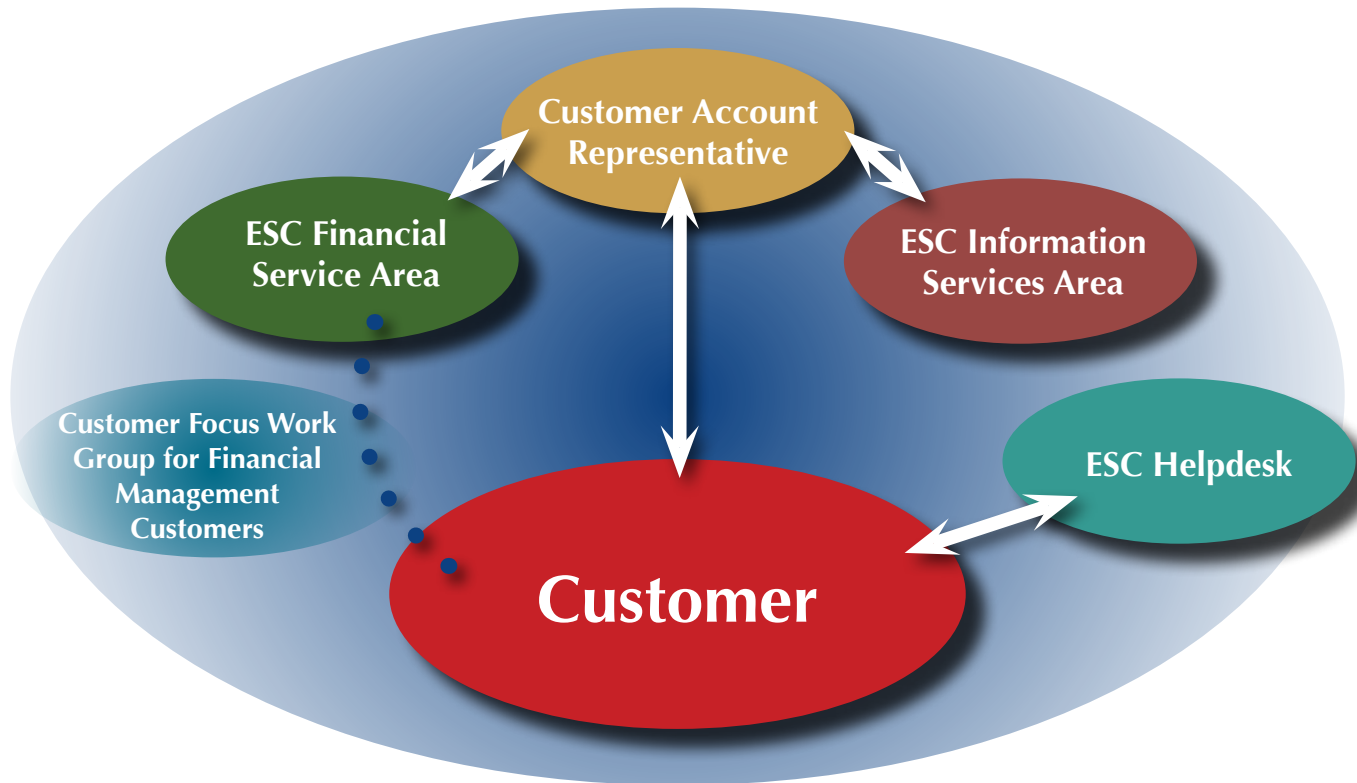 Customer Account
Representative
ESC Financial
Service Area
ESC Information
Services Area
Customer Focus Work
Group for Financial
Management
Customers
ESC Helpdesk
Customer